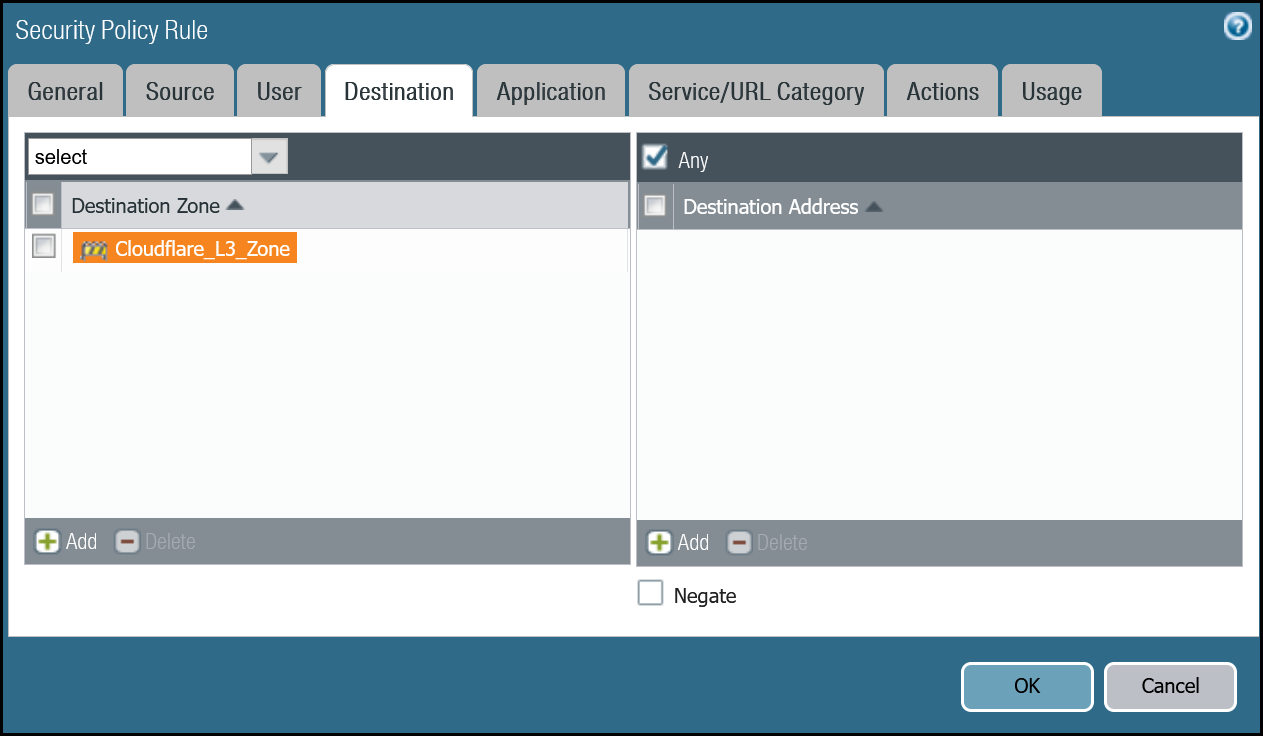 Security Policy Rule
General Source User Destination Application Service/URL Category Actions Usage
select
Any
Destination Zone
Destination Address
Cloudflare_L3_Zone
Add Delete
Add Delete
Negate
OK Cancel